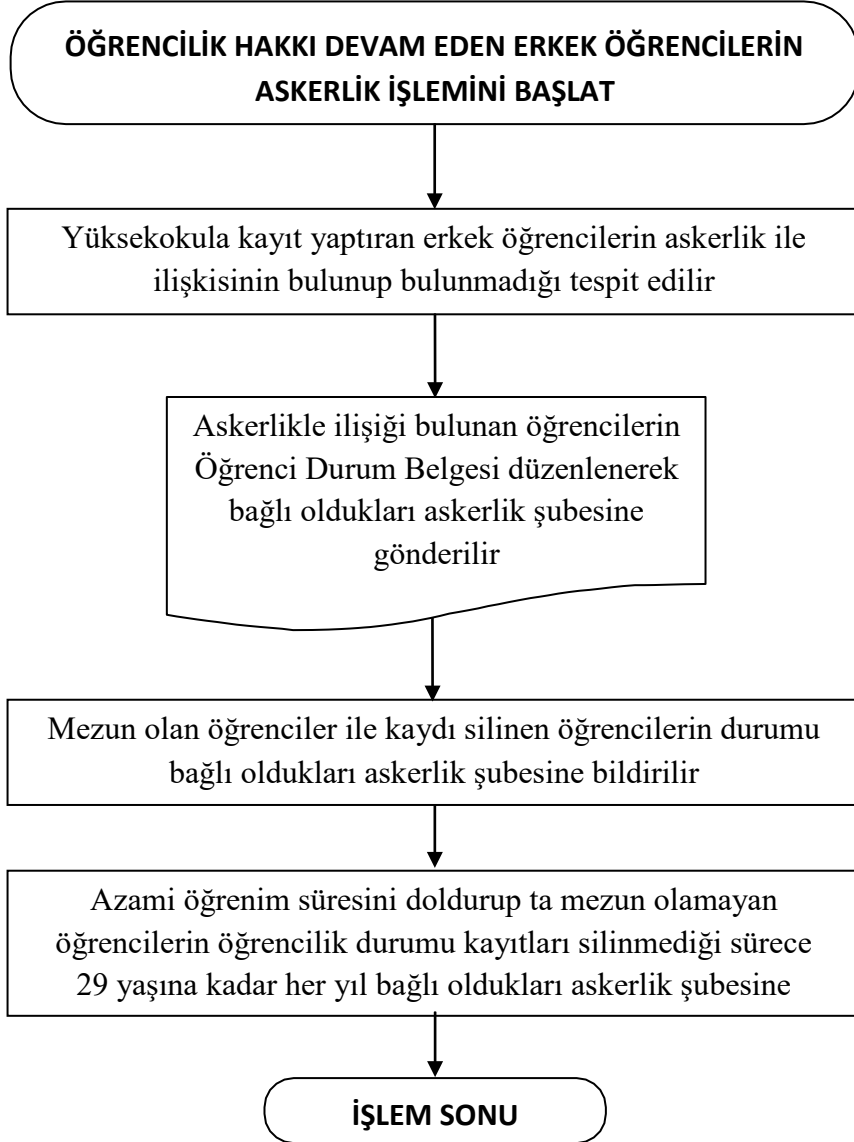 ÖĞRENCİLİK HAKKI DEVAM EDEN ERKEK ÖĞRENCİLERİN
ASKERLİK İŞLEMİNİ BAŞLAT
Yüksekokula kayıt yaptıran erkek öğrencilerin askerlik ile
ilişkisinin bulunup bulunmadığı tespit edilir
Askerlikle ilişiği bulunan öğrencilerin
Öğrenci Durum Belgesi düzenlenerek
bağlı oldukları askerlik şubesine
gönderilir
Mezun olan öğrenciler ile kaydı silinen öğrencilerin durumu
bağlı oldukları askerlik şubesine bildirilir
Azami öğrenim süresini doldurup ta mezun olamayan
öğrencilerin öğrencilik durumu kayıtları silinmediği sürece
29 yaşına kadar her yıl bağlı oldukları askerlik şubesine
İŞLEM SONU